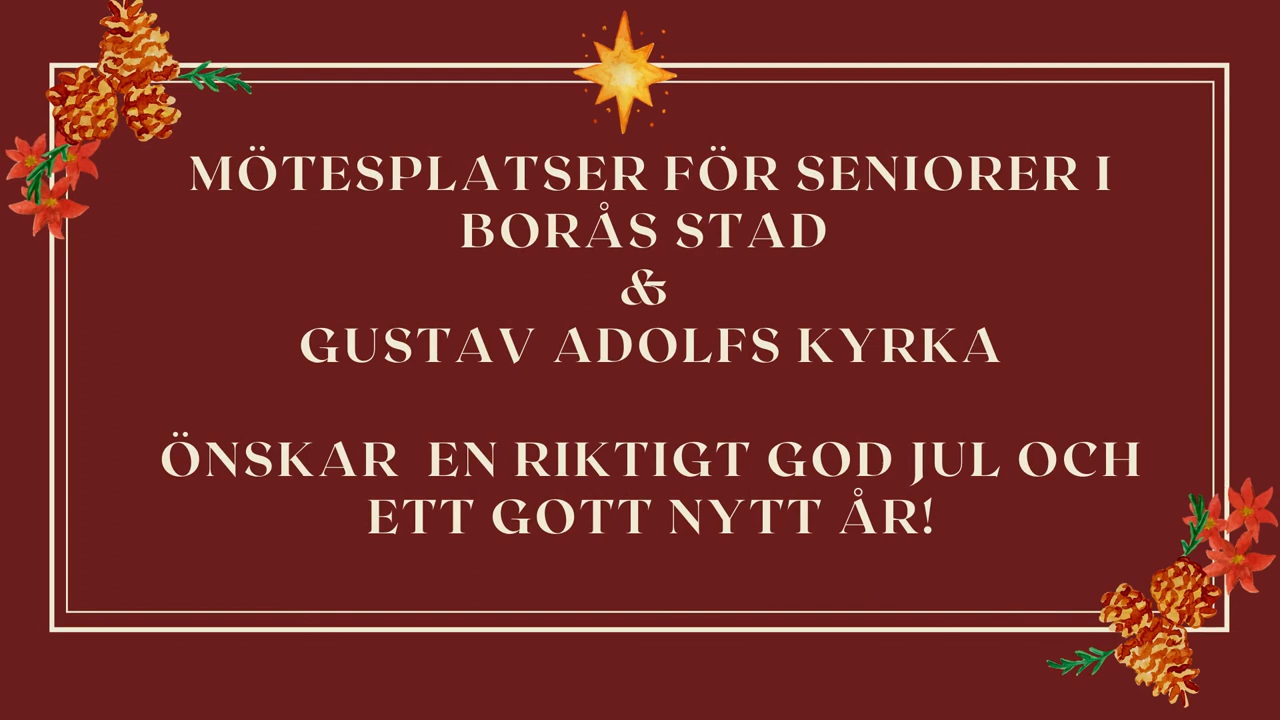 MÖTESPLATSER FÖR SENIORER I
BORÅS STAD
&
GUSTAV ADOLFS KYRKA
ÖNSKAR EN RIKTIGT GOD JUL OCH
ETT GOTT NYTT ÅR!